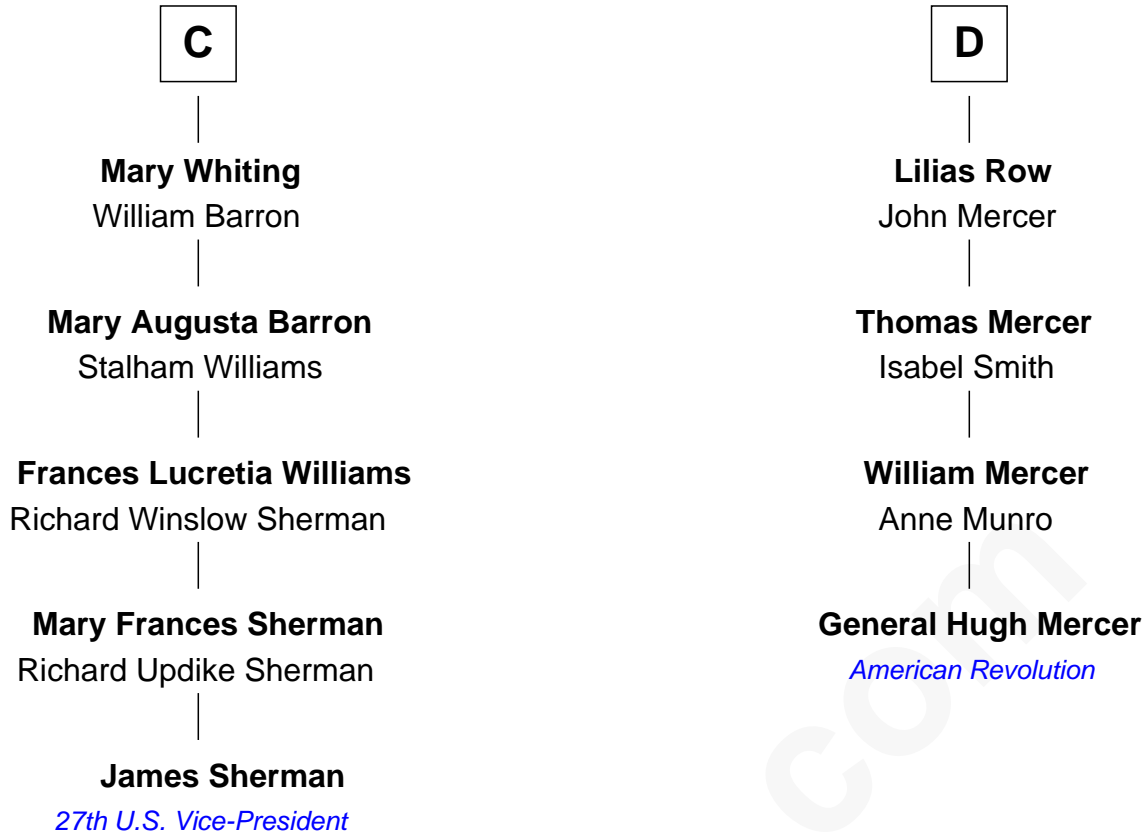 C
Mary Whiting
William Barron
Mary Augusta Barron
Stalham Williams
Frances Lucretia Williams
Richard Winslow Sherman
Mary Frances Sherman
Richard Updike Sherman
James Sherman
27th U.S. Vice-President
D
Lilias Row
John Mercer
Thomas Mercer
Isabel Smith
William Mercer
Anne Munro
General Hugh Mercer
American Revolution
com